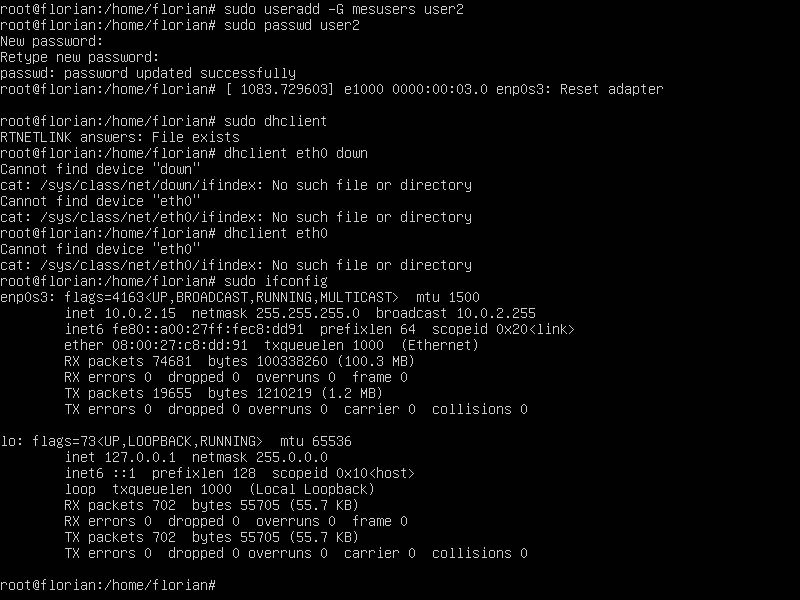 root@florian:/home/florian# sudo useradd -G mesusers user2
root@florian:/home/florian# sudo passwd user2
New password:
Retype new password:
passwd: password updated successfully
root@florian:/home/florian# [ 1083.729603] e1000 0000:00:03.0 enp0s3: Reset adapter

root@florian:/home/florian# sudo dhclient
RTNETLINK answers: File exists
root@florian:/home/florian# dhclient eth0 down
Cannot find device "down"
cat: /sys/class/net/down/ifindex: No such file or directory
Cannot find device "eth0"
cat: /sys/class/net/eth0/ifindex: No such file or directory
root@florian:/home/florian# dhclient eth0
Cannot find device "eth0"
cat: /sys/class/net/eth0/ifindex: No such file or directory
root@florian:/home/florian# sudo ifconfig
enp0s3: flags=4163<UP,BROADCAST,RUNNING,MULTICAST>  mtu 1500
        inet 10.0.2.15  netmask 255.255.255.0  broadcast 10.0.2.255
        inet6 fe80::a00:27ff:fec8:dd91  prefixlen 64  scopeid 0x20<link>
        ether 08:00:27:c8:dd:91  txqueuelen 1000  (Ethernet)
        RX packets 74681  bytes 100338260 (100.3 MB)
        RX errors 0  dropped 0  overruns 0  frame 0
        TX packets 19655  bytes 1210219 (1.2 MB)
        TX errors 0  dropped 0 overruns 0  carrier 0  collisions 0

lo: flags=73<UP,LOOPBACK,RUNNING>  mtu 65536
        inet 127.0.0.1  netmask 255.0.0.0
        inet6 ::1  prefixlen 128  scopeid 0x10<host>
        loop  txqueuelen 1000  (Local Loopback)
        RX packets 702  bytes 55705 (55.7 KB)
        RX errors 0  dropped 0  overruns 0  frame 0
        TX packets 702  bytes 55705 (55.7 KB)
        TX errors 0  dropped 0 overruns 0  carrier 0  collisions 0

root@florian:/home/florian#